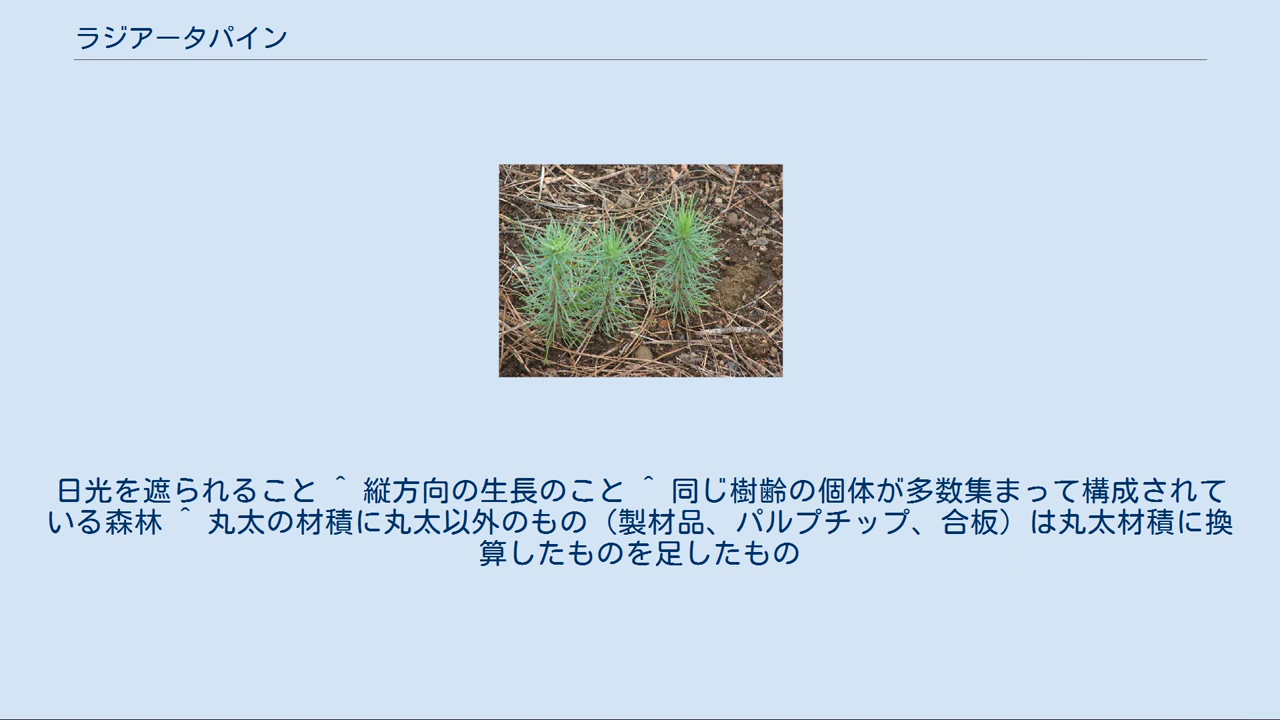 ラジアータパイン
日光を遮られること ＾ 縦方向の生長のこと ＾ 同じ樹齢の個体が多数集まって構成されて
いる森林 ＾ 丸太の材積に丸太以外のもの（製材品、パルプチップ、合板）は丸太材積に換
算したものを足したもの